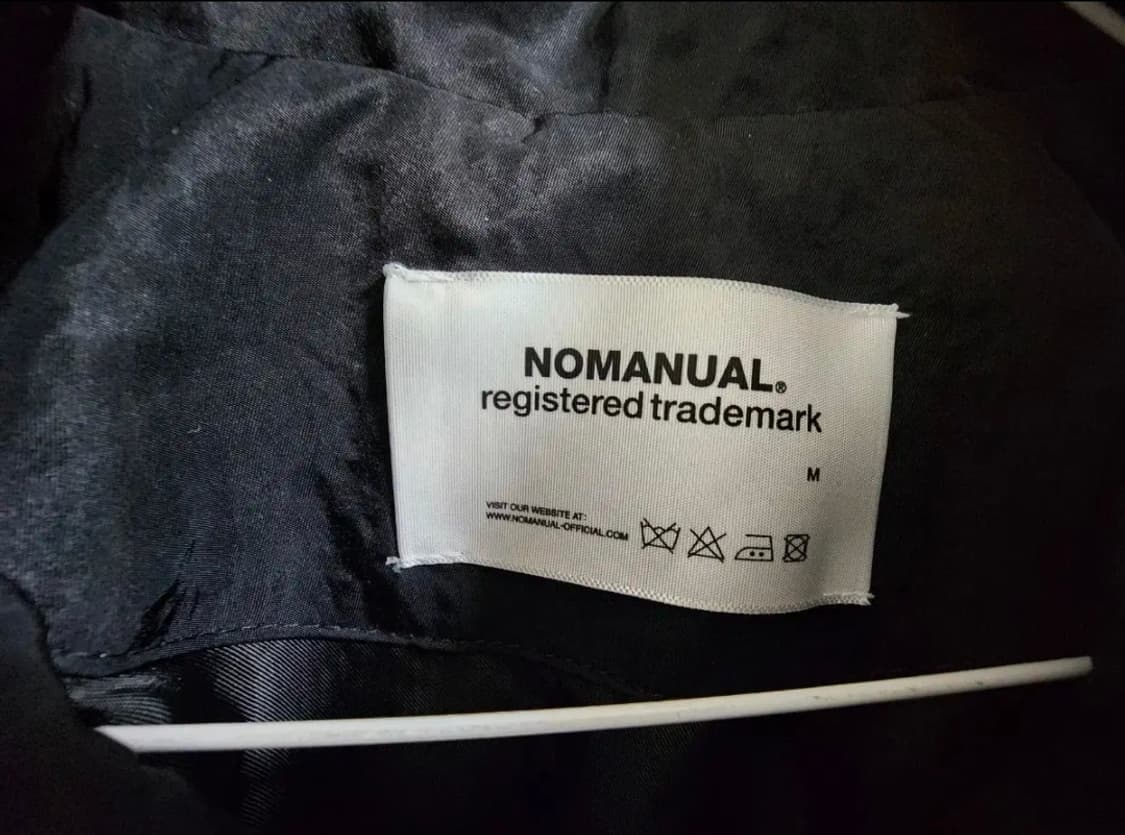 NOMANUAL®
registered trademark
M
VISIT OUR WEBSITE AT:
WWW.NOMANUAL-OFFICIAL.COM